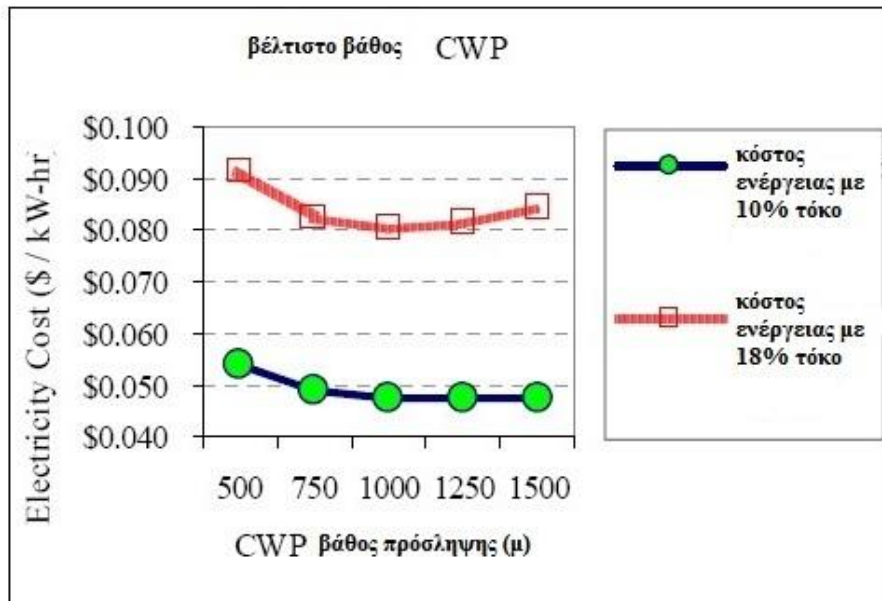 βέλτιστο βάθος CWP
Electricity Cost ($ / kW-hr)
$0.100
$0.090
$0.080
$0.070
$0.060
$0.050
$0.040
500 750 1000 1250 1500
CWP βάθος πρόσληψης (μ)
κόστος
ενέργειας με
10% τόκο
κόστος
ενέργειας με
18% τόκο